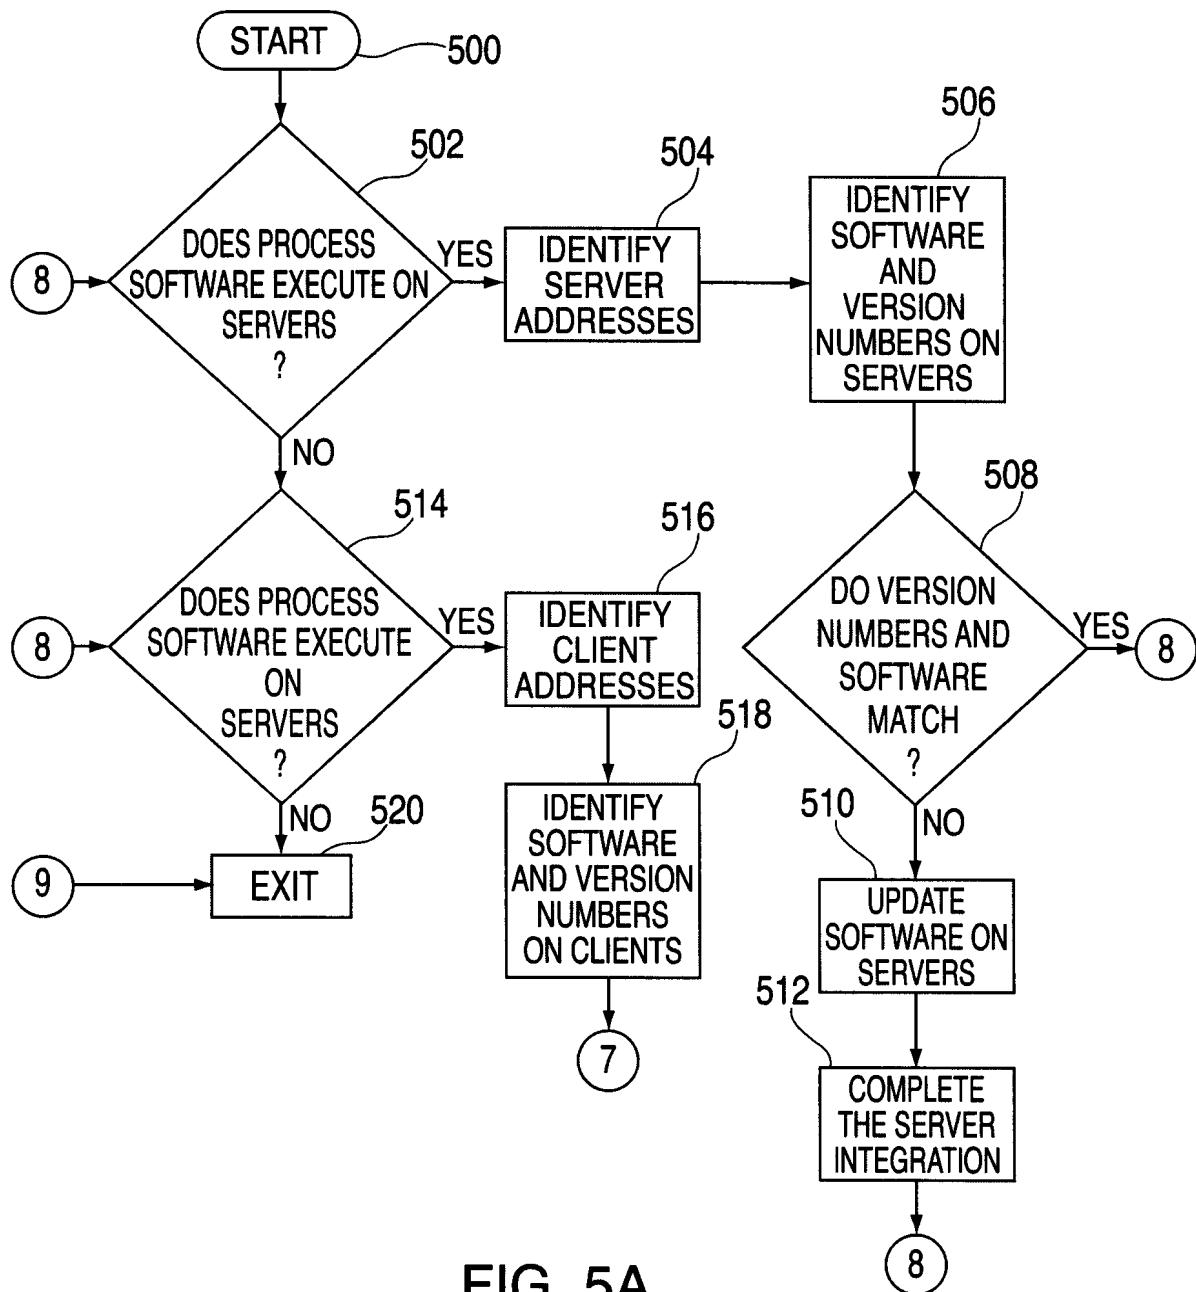 START
500
502
DOES PROCESS
SOFTWARE EXECUTE ON
SERVERS
?
8
YES
NO
504
IDENTIFY
SERVER
ADDRESSES
506
IDENTIFY
SOFTWARE
AND
VERSION
NUMBERS ON
SERVERS
508
DO VERSION
NUMBERS AND
SOFTWARE
MATCH
?
YES
8
NO
514
DOES PROCESS
SOFTWARE EXECUTE
ON
SERVERS
?
8
YES
NO
516
IDENTIFY
CLIENT
ADDRESSES
518
IDENTIFY
SOFTWARE
AND VERSION
NUMBERS
ON CLIENTS
7
520
EXIT
9
510
UPDATE
SOFTWARE ON
SERVERS
512
COMPLETE
THE SERVER
INTEGRATION
8
FIG. 5A